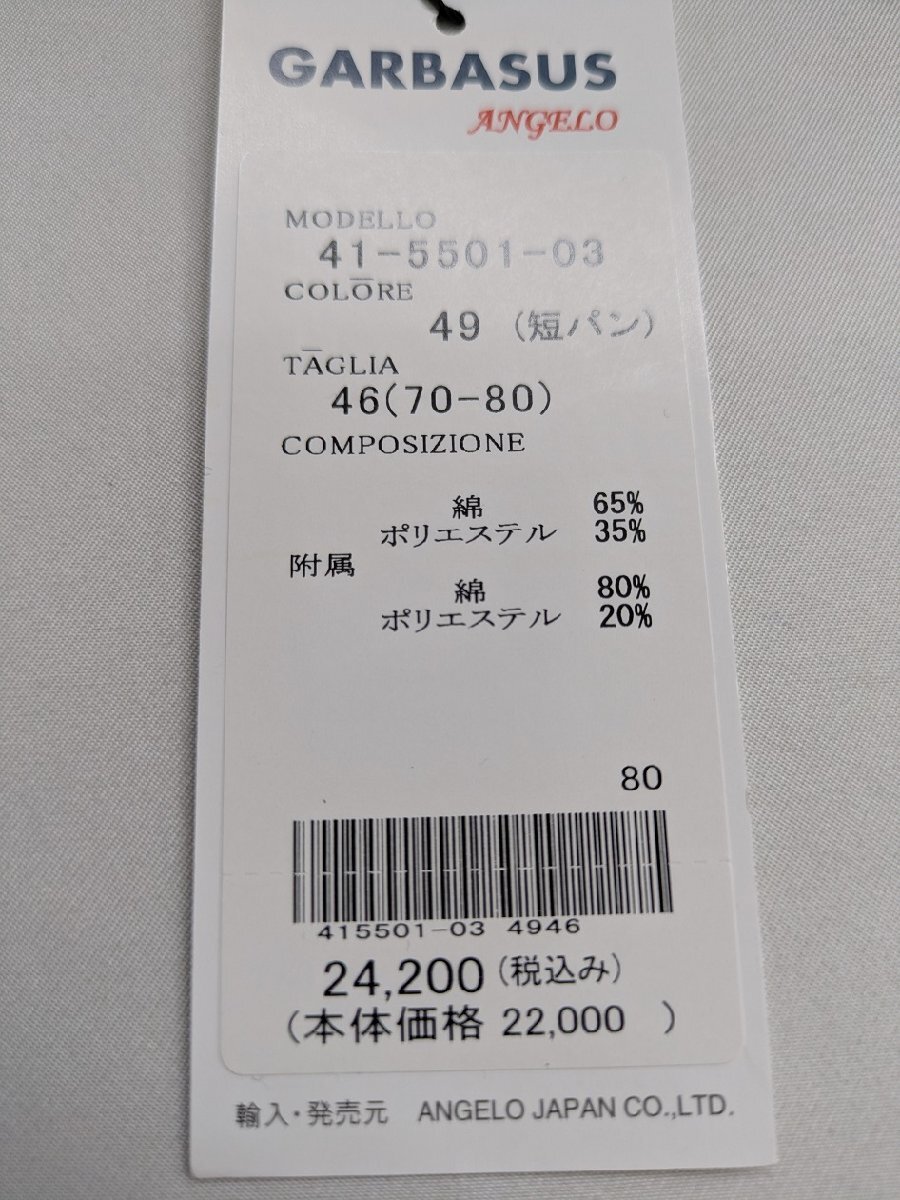 GARBASUS
ANGELO
MODELLO
41-5501-03
COLORE
49 (短パン)
TAGLIA
46(70-80)
COMPOSIZIONE
綿 65%
ポリエステル 35%
附属
綿 80%
ポリエステル 20%
80
415501-03 4946
24,200(税込み)
(本体価格 22,000 )
輸入・発売元 ANGELO JAPAN CO.,LTD.